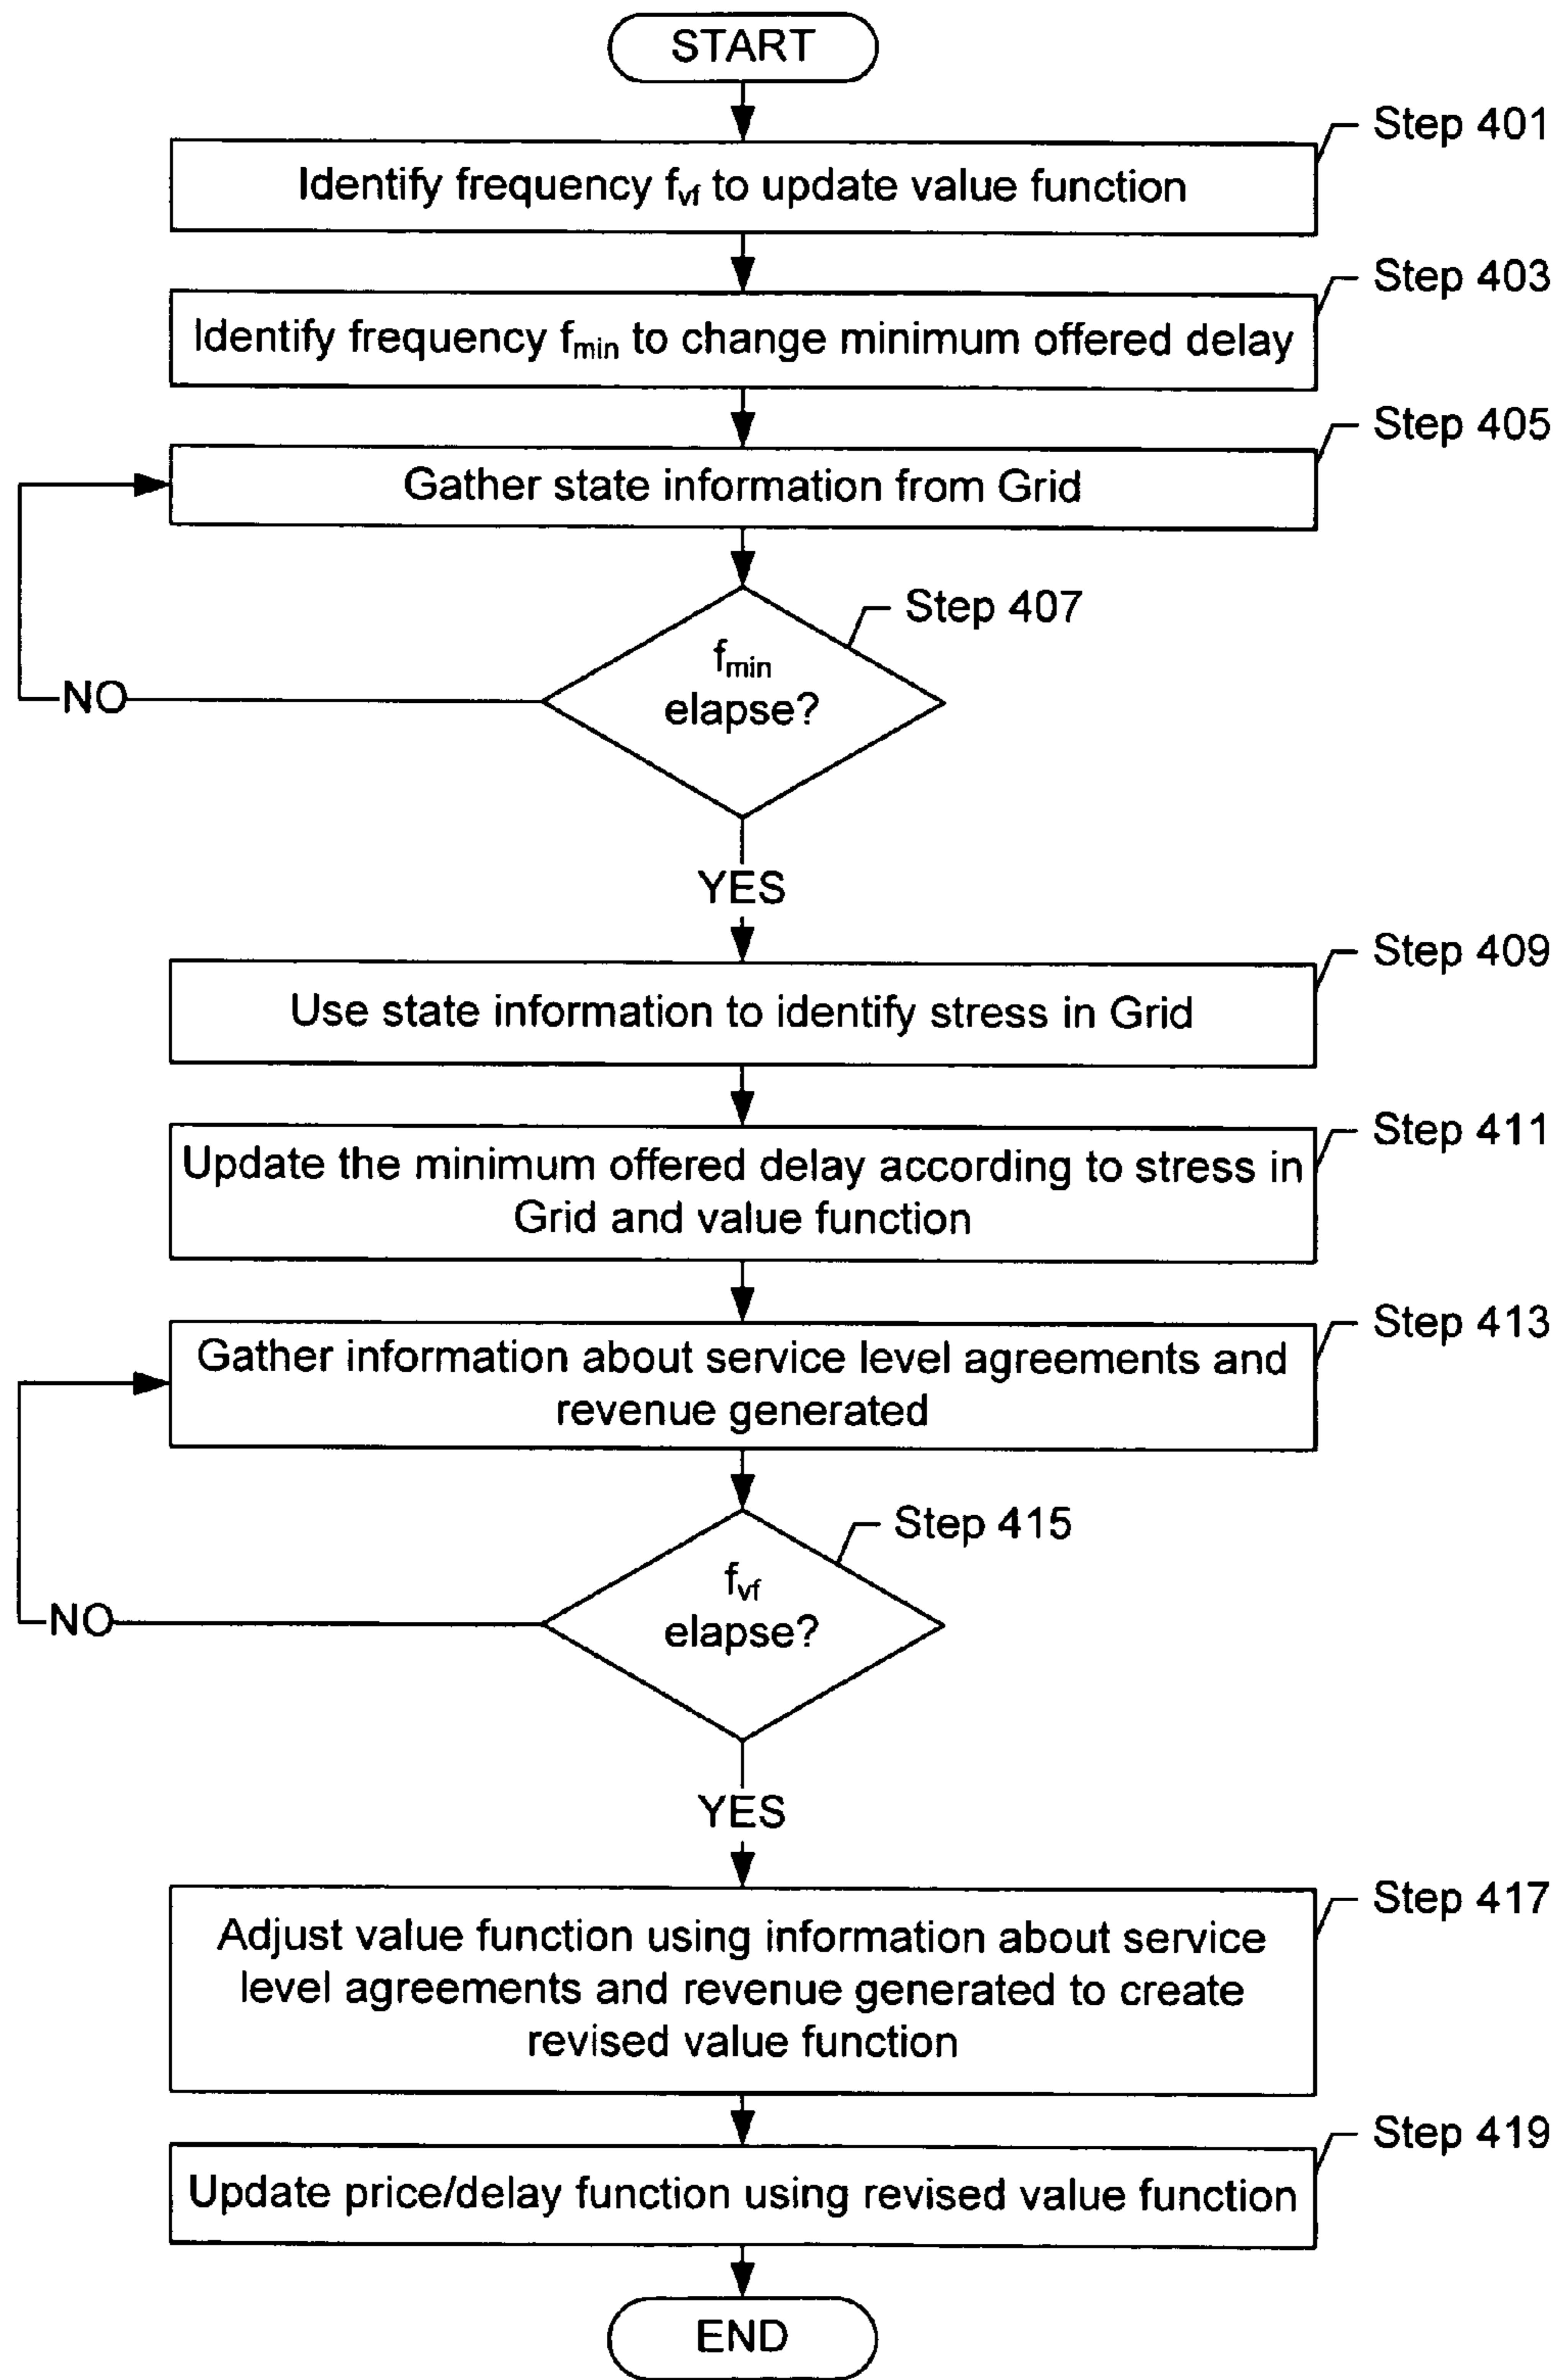 START
Step 401
Identify frequency fvf to update value function
Step 403
Identify frequency fmin to change minimum offered delay
Step 405
Gather state information from Grid
Step 407
fmin
elapse?
NO
YES
Step 409
Use state information to identify stress in Grid
Step 411
Update the minimum offered delay according to stress in
Grid and value function
Step 413
Gather information about service level agreements and
revenue generated
Step 415
fvf
elapse?
NO
YES
Step 417
Adjust value function using information about service
level agreements and revenue generated to create
revised value function
Step 419
Update price/delay function using revised value function
END